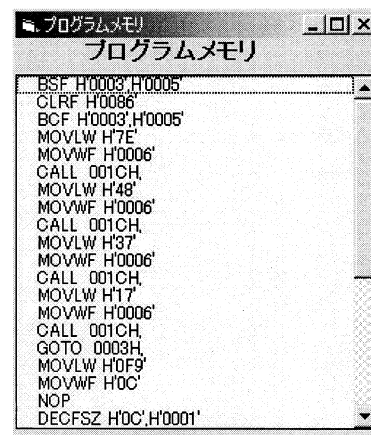 プログラムメモリ
プログラムメモリ
BSF H'0003',H'0005'
CLRF H'0086'
BCF H'0003',H'0005'
MOVLW H'7E'
MOVWF H'0006'
CALL 001CH,
MOVLW H'48'
MOVWF H'0006'
CALL 001CH,
MOVLW H'37'
MOVWF H'0006'
CALL 001CH,
MOVLW H'17'
MOVWF H'0006'
CALL 001CH,
GOTO 0003H,
MOVLW H'0F9'
MOVWF H'0C'
NOP
DECFSZ H'0C',H'0001'